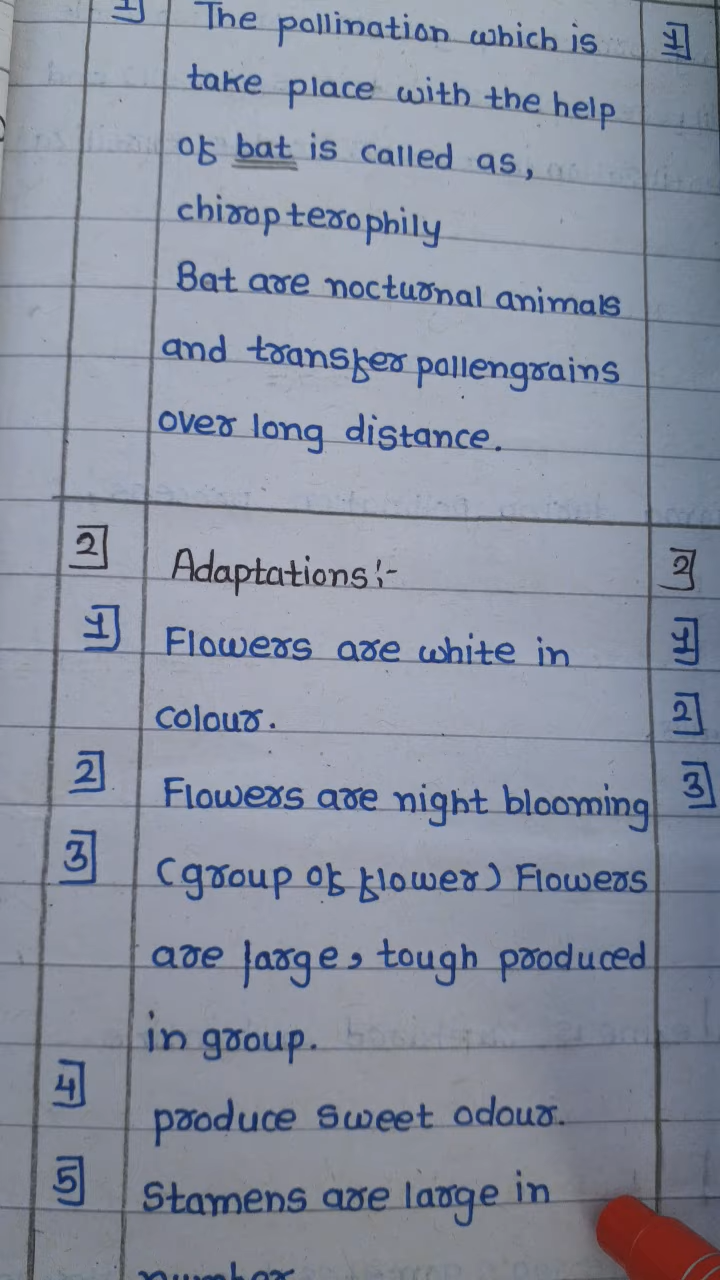 1 The pollination which is 1
take place with the help
of bat is called as,
chiropterophily
Bat are nocturnal animals
and transfer pollengrains
over long distance.
2 Adaptations:- 2
1 Flowers are white in 1
colour. 2
2 Flowers are night blooming 3
3 (group of flower) Flowers
are large, tough produced
in group.
4 produce sweet odour.
5 Stamens are large in
number